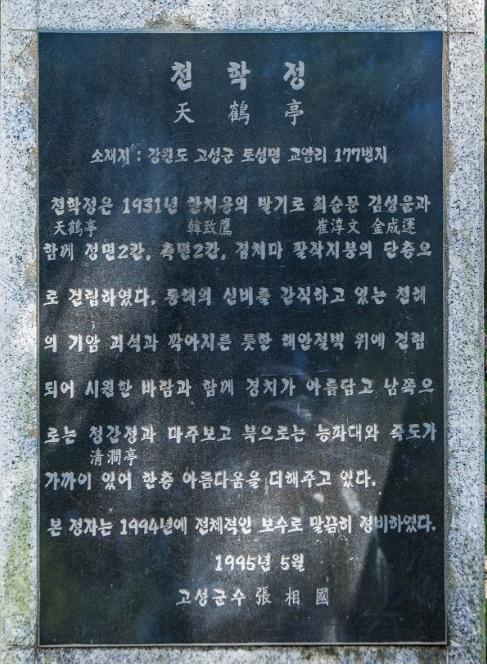 천학정
天鶴亭
소재지 : 강원도 고성군 토성면 교암리 177번지
천학정은 1931년 한치응의 발기로 최순문 김성운과
天鶴亭 韓致鷹 崔淳文 金成運
함께 정면2칸, 측면2칸, 겹처마 팔작지붕의 단층으
로 건립하였다. 동해의 신비를 간직하고 있는 천혜
의 기암 괴석과 깎아지른 듯한 해안절벽 위에 건립
되어 시원한 바람과 함께 경치가 아름답고 남쪽으
로는 청간정과 마주보고 북으로는 능파대와 죽도가
清澗亭
가까이 있어 한층 아름다움을 더해주고 있다.
본 정자는 1994년에 전체적인 보수로 말끔히 정비하였다.
1995년 5월
고성군수 張相國